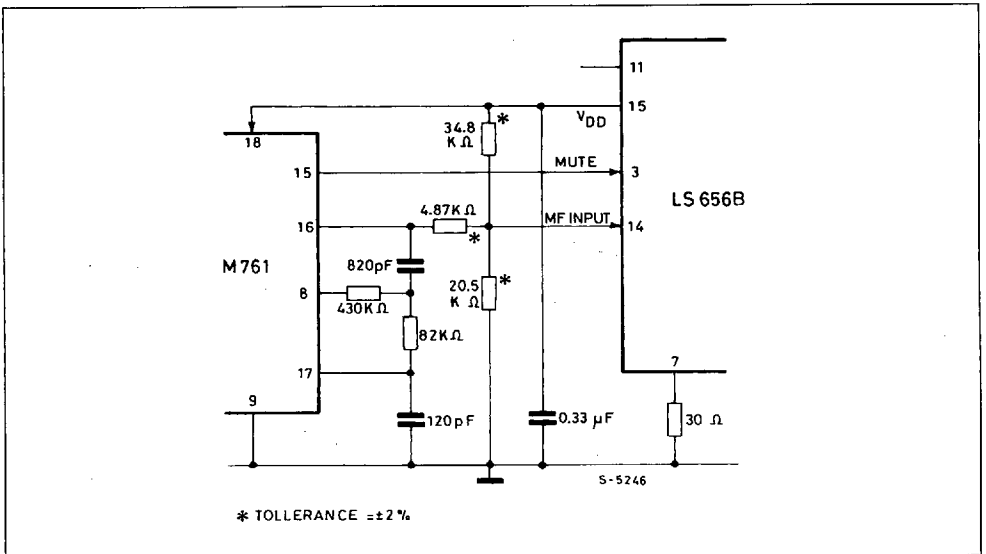 11
15
VDD
34.8
KΩ
*
18
15
MUTE
3
LS 656B
4.87KΩ
*
MF INPUT
16
14
M761
820pF
20.5
KΩ
*
8
430KΩ
82KΩ
17
7
9
120pF
0.33 µF
30 Ω
S-5246
* TOLLERANCE =±2%